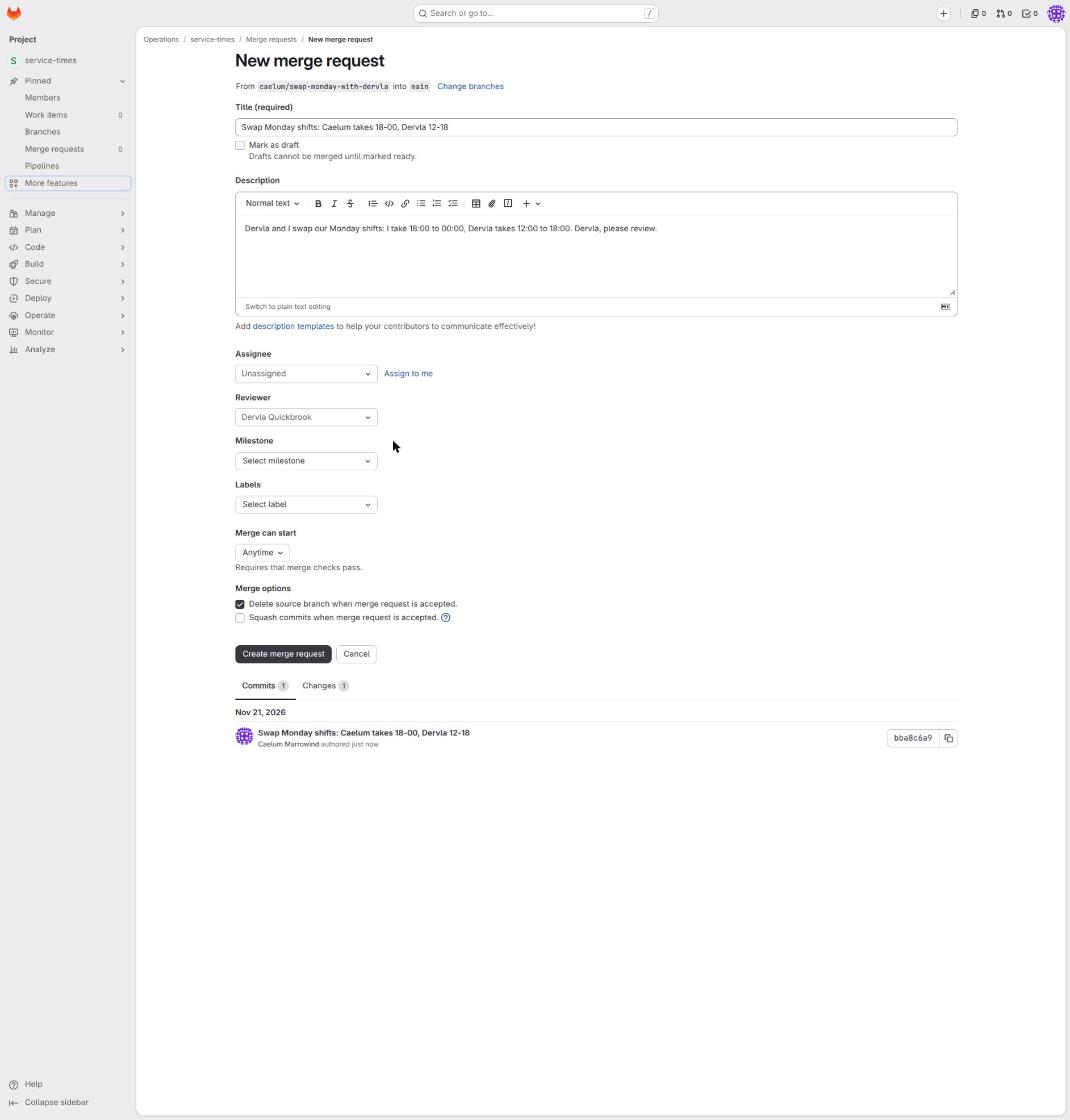 Search or go to...
/
0
0
0
Project
S service-times
Pinned
Members
Work items 0
Branches
Merge requests 0
Pipelines
More features
Manage
Plan
Code
Build
Secure
Deploy
Operate
Monitor
Analyze
Help
Collapse sidebar
Operations / service-times / Merge requests / New merge request
New merge request
From caelum/swap-monday-with-dervla into main Change branches
Title (required)
Swap Monday shifts: Caelum takes 18-00, Dervla 12-18
Mark as draft
Drafts cannot be merged until marked ready.
Description
Normal text B I S
Dervla and I swap our Monday shifts: I take 18:00 to 00:00, Dervla takes 12:00 to 18:00. Dervla, please review.
Switch to plain text editing
Add description templates to help your contributors to communicate effectively!
Assignee
Unassigned Assign to me
Reviewer
Dervla Quickbrook
Milestone
Select milestone
Labels
Select label
Merge can start
Anytime
Requires that merge checks pass.
Merge options
Delete source branch when merge request is accepted.
Squash commits when merge request is accepted. ?
Create merge request Cancel
Commits 1 Changes 1
Nov 21, 2026
Swap Monday shifts: Caelum takes 18-00, Dervla 12-18
Caelum Marrowind authored just now
bba8c6a9